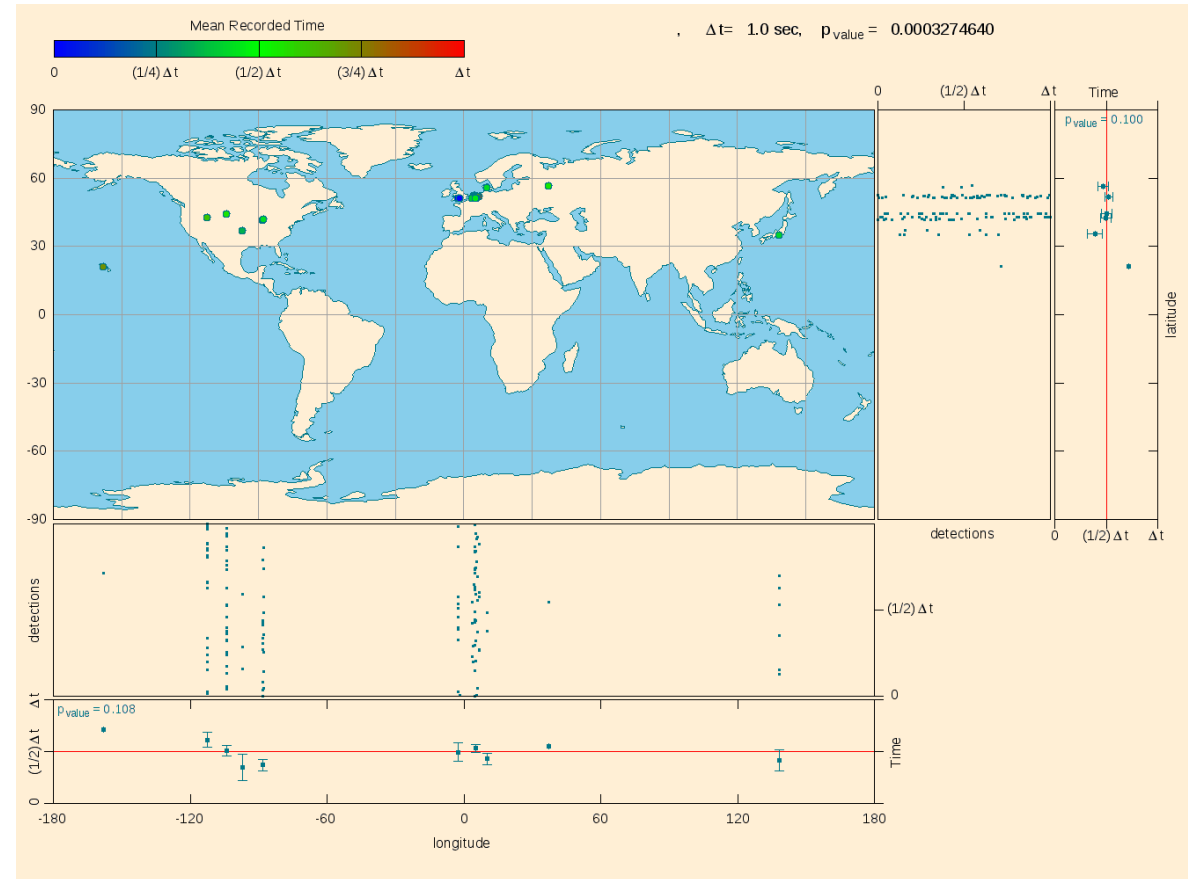 Mean Recorded Time
, Δt= 1.0 sec, p value = 0.0003274640
0 (1/4) Δt (1/2) Δt (3/4) Δt Δt
0 (1/2) Δt Δt Time
90
p value = 0.100
60
30
0
-30
-60
-90
latitude
detections
0 (1/2) Δt Δt
detections
(1/2) Δt
0
p value = 0.108
0 (1/2) Δt Δt
Time
-180 -120 -60 0 60 120 180
longitude